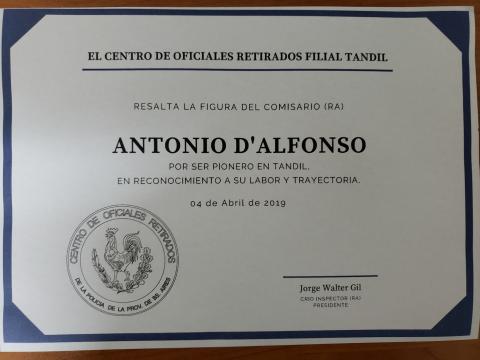 EL CENTRO DE OFICIALES RETIRADOS FILIAL TANDIL
RESALTA LA FIGURA DEL COMISARIO (RA)
ANTONIO D'ALFONSO
POR SER PIONERO EN TANDIL,
EN RECONOCIMIENTO A SU LABOR Y TRAYECTORIA.
04 de Abril de 2019
CENTRO DE OFICIALES RETIRADOS
DE LA POLICIA DE LA PROV. DE BS. AIRES
Jorge Walter Gil
CRIO INSPECTOR (RA)
PRESIDENTE